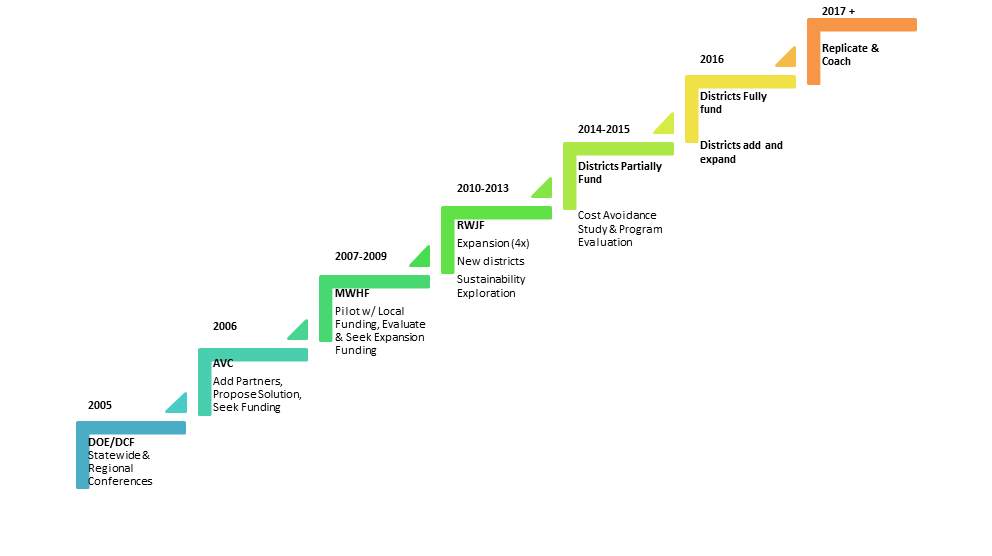 2005
DOE/DCF
Statewide &
Regional
Conferences
2006
AVC
Add Partners,
Propose Solution,
Seek Funding
2007-2009
MWHF
Pilot w/ Local
Funding, Evaluate
& Seek Expansion
Funding
2010-2013
RWJF
Expansion (4x)
New districts
Sustainability
Exploration
2014-2015
Districts Partially
Fund
Cost Avoidance
Study & Program
Evaluation
2016
Districts Fully
fund
Districts add and
expand
2017 +
Replicate &
Coach